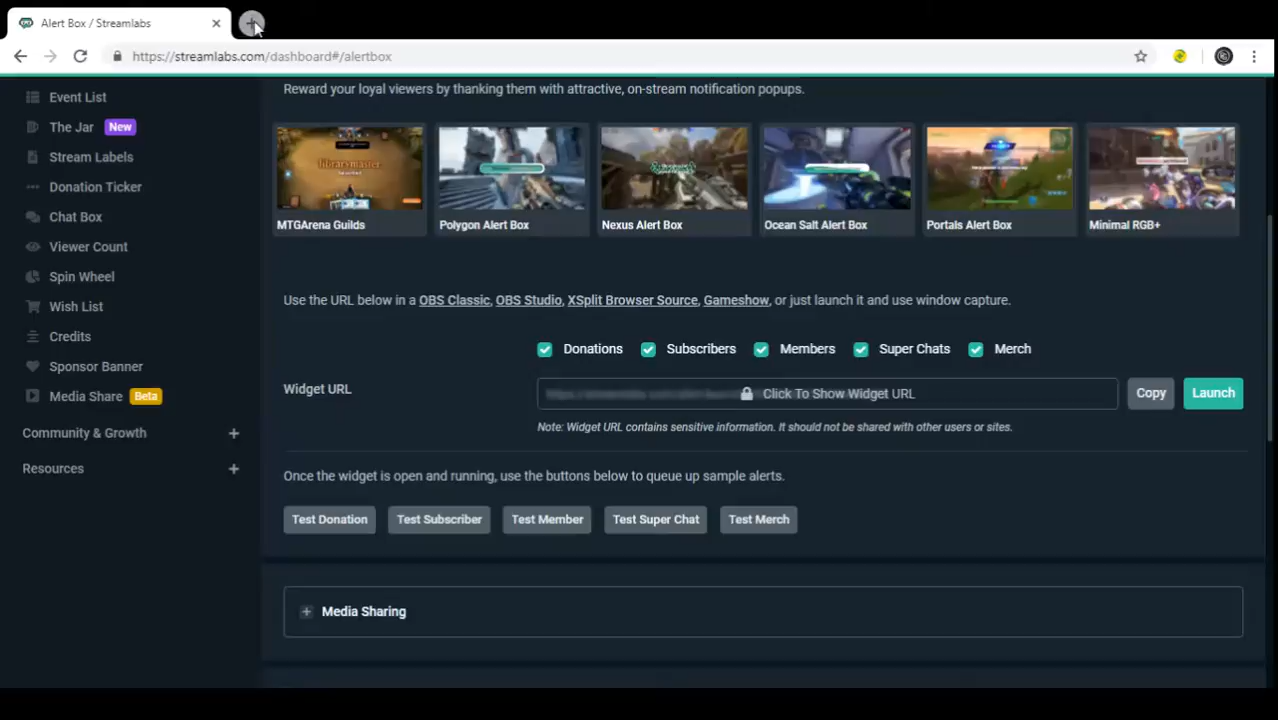 Alert Box / Streamlabs
https://streamlabs.com/dashboard#/alertbox
Event List
The Jar New
Stream Labels
Donation Ticker
Chat Box
Viewer Count
Spin Wheel
Wish List
Credits
Sponsor Banner
Media Share Beta
Community & Growth
Resources
Reward your loyal viewers by thanking them with attractive, on-stream notification popups.
MTGArena Guilds
Polygon Alert Box
Nexus Alert Box
Ocean Salt Alert Box
Portals Alert Box
Minimal RGB+
Use the URL below in a OBS Classic, OBS Studio, XSplit Browser Source, Gameshow, or just launch it and use window capture.
Donations Subscribers Members Super Chats Merch
Widget URL
Click To Show Widget URL
Copy
Launch
Note: Widget URL contains sensitive information. It should not be shared with other users or sites.
Once the widget is open and running, use the buttons below to queue up sample alerts.
Test Donation
Test Subscriber
Test Member
Test Super Chat
Test Merch
Media Sharing